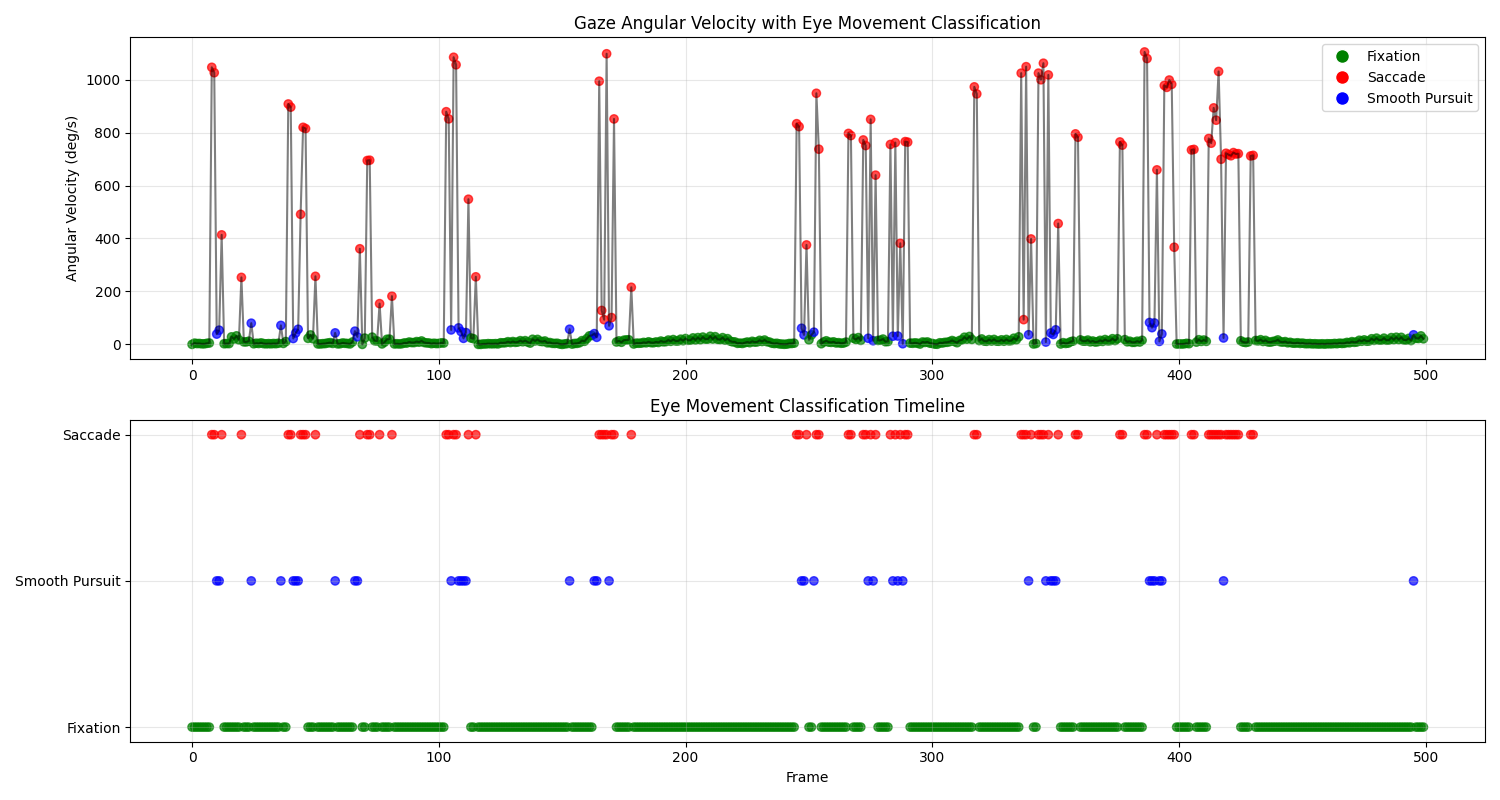 Gaze Angular Velocity with Eye Movement Classification
Angular Velocity (deg/s)
1000
800
600
400
200
0
Fixation
Saccade
Smooth Pursuit
0 100 200 300 400 500
Eye Movement Classification Timeline
Saccade
Smooth Pursuit
Fixation
0 100 200 300 400 500
Frame